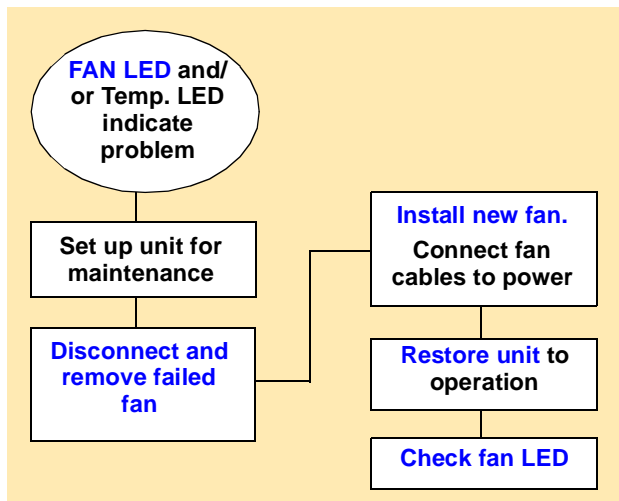 FAN LED and/
or Temp. LED
indicate
problem
Set up unit for
maintenance
Disconnect and
remove failed
fan
Install new fan.
Connect fan
cables to power
Restore unit to
operation
Check fan LED